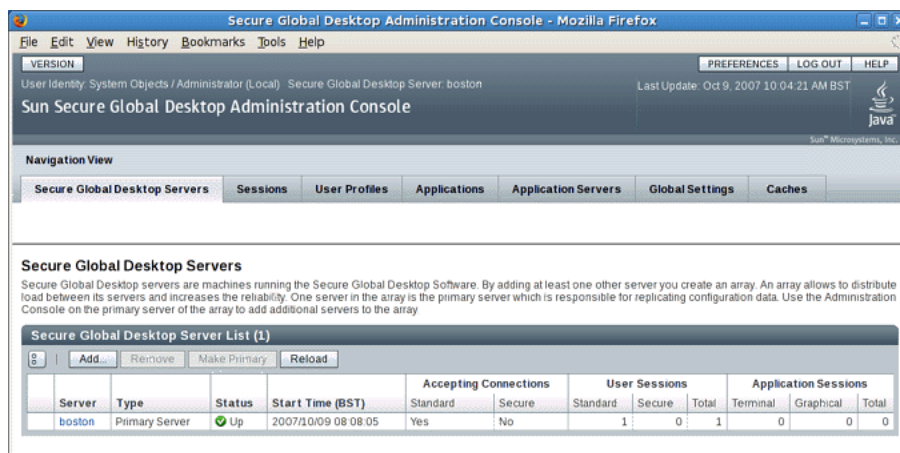 Secure Global Desktop Administration Console - Mozilla Firefox
File Edit View History Bookmarks Tools Help
VERSION PREFERENCES LOG OUT HELP
User Identity: System Objects / Administrator (Local) Secure Global Desktop Server: boston Last Update: Oct 9, 2007 10:04:21 AM BST
Sun Secure Global Desktop Administration Console
Java
Sun™ Microsystems, Inc.
Navigation View
Secure Global Desktop Servers Sessions User Profiles Applications Application Servers Global Settings Caches
Secure Global Desktop Servers
Secure Global Desktop servers are machines running the Secure Global Desktop Software. By adding at least one other server you create an array. An array allows to distribute
load between its servers and increases the reliability. One server in the array is the primary server which is responsible for replicating configuration data. Use the Administration
Console on the primary server of the array to add additional servers to the array
Secure Global Desktop Server List (1)
Add... Remove Make Primary Reload
Accepting Connections User Sessions Application Sessions
Server Type Status Start Time (BST) Standard Secure Standard Secure Total Terminal Graphical Total
boston Primary Server Up 2007/10/09 08:08:05 Yes No 1 0 1 0 0 0